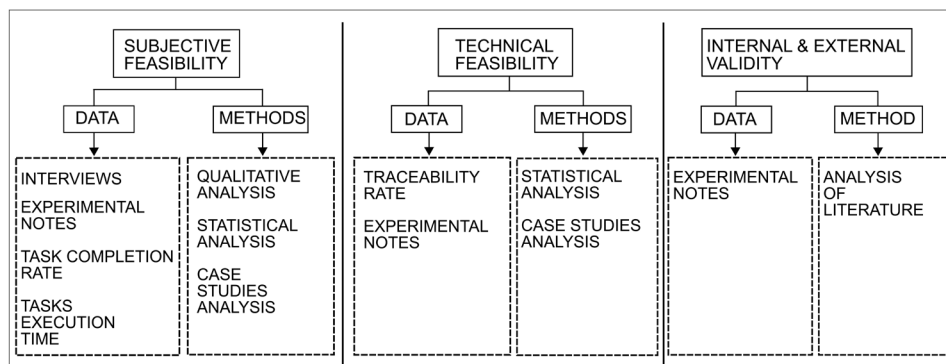 SUBJECTIVE
FEASIBILITY
DATA
METHODS
INTERVIEWS
EXPERIMENTAL
NOTES
TASK COMPLETION
RATE
TASKS
EXECUTION
TIME
QUALITATIVE
ANALYSIS
STATISTICAL
ANALYSIS
CASE
STUDIES
ANALYSIS
TECHNICAL
FEASIBILITY
DATA
METHODS
TRACEABILITY
RATE
EXPERIMENTAL
NOTES
STATISTICAL
ANALYSIS
CASE STUDIES
ANALYSIS
INTERNAL & EXTERNAL
VALIDITY
DATA
METHOD
EXPERIMENTAL
NOTES
ANALYSIS
OF
LITERATURE